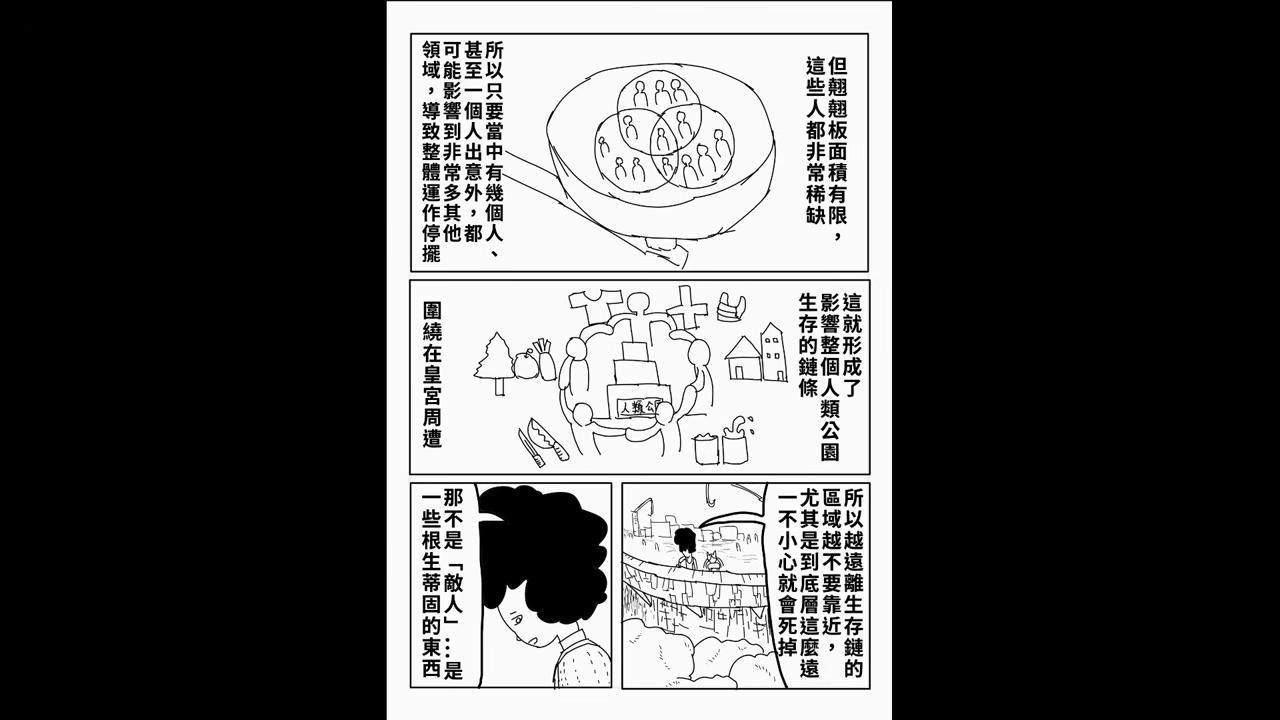 但翹翹板面積有限，
這些人都非常稀缺
所以只要當中有幾個人、
甚至一個人出意外，都
可能影響到非常多其他
領域，導致整體運作停擺
這就形成了
影響整個人類公園
生存的鏈條
人類公
圍繞在皇宮周遭
所以越遠離生存鏈的
區域越不要靠近，
尤其是到底層這麼遠
一不小心就會死掉
那不是「敵人」…是
一些根生蒂固的東西